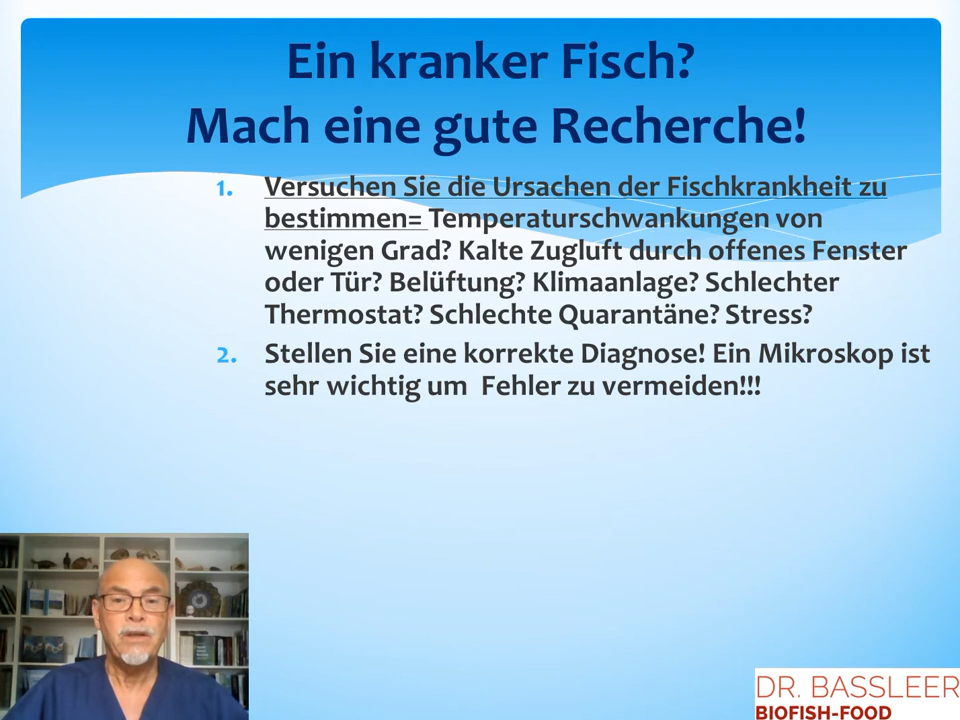 Ein kranker Fisch?
Mach eine gute Recherche!
1. Versuchen Sie die Ursachen der Fischkrankheit zu
bestimmen= Temperaturschwankungen von
wenigen Grad? Kalte Zugluft durch offenes Fenster
oder Tür? Belüftung? Klimaanlage? Schlechter
Thermostat? Schlechte Quarantäne? Stress?
2. Stellen Sie eine korrekte Diagnose! Ein Mikroskop ist
sehr wichtig um  Fehler zu vermeiden!!!
DR. BASSLEER
BIOFISH-FOOD